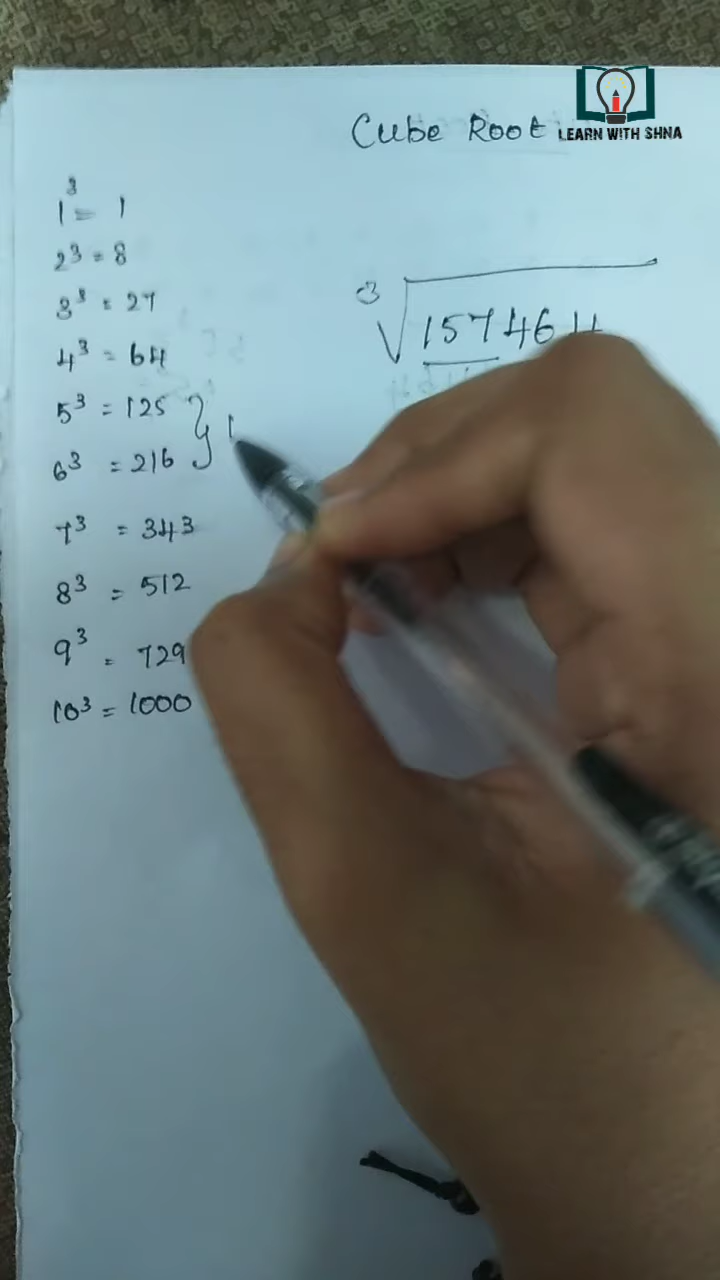 Cube Root
LEARN WITH SHNA
1³ = 1
2³ = 8
3³ = 27
4³ = 64
5³ = 125
6³ = 216
7³ = 343
8³ = 512
9³ = 729
10³ = 1000
3√157464
1